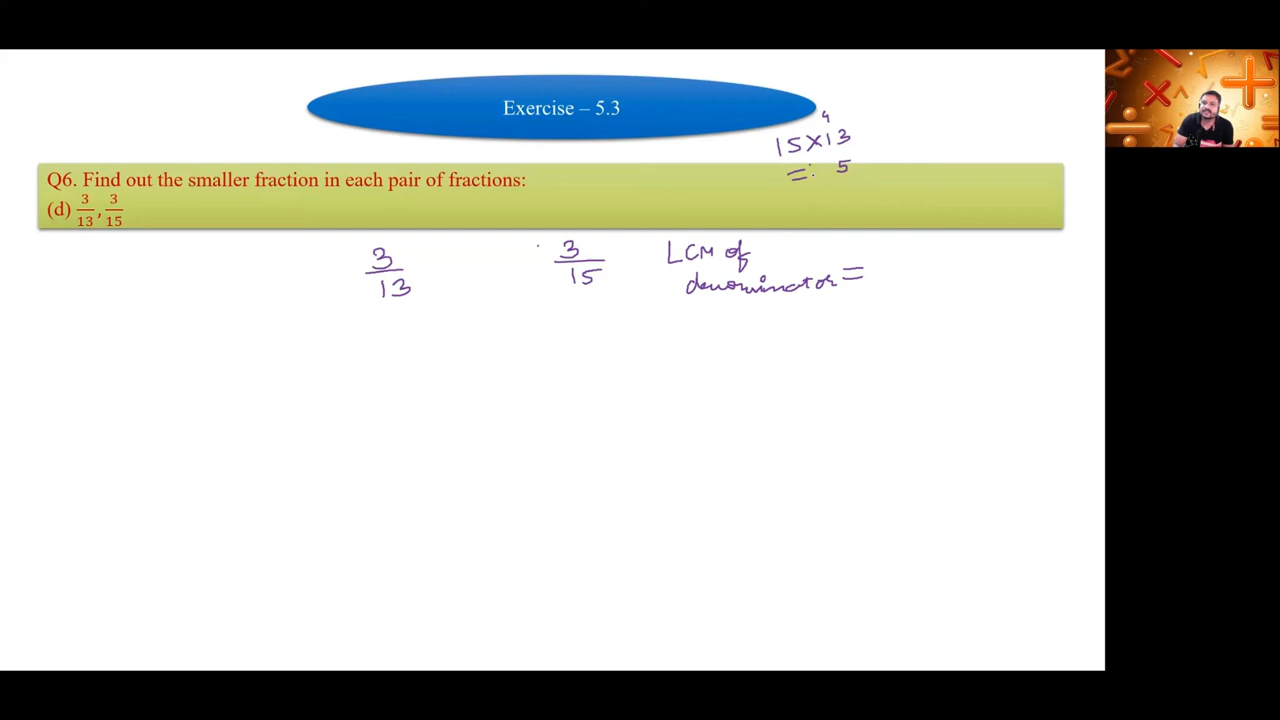 Exercise – 5.3
4
15×13
= 5
Q6. Find out the smaller fraction in each pair of fractions:
(d) 3/13, 3/15
3/13 3/15 LCM of
denominator =